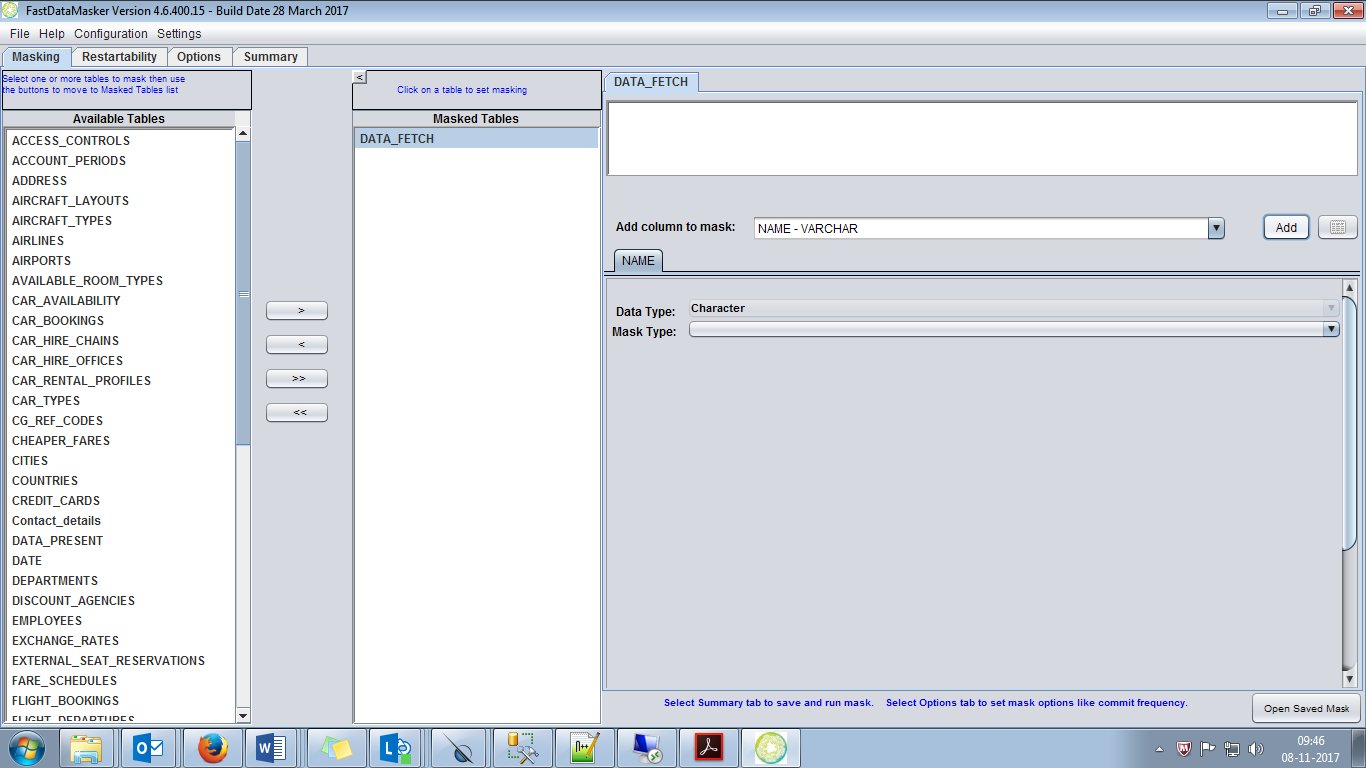 FastDataMasker Version 4.6.400.15 - Build Date 28 March 2017
File Help Configuration Settings
Masking Restartability Options Summary
Select one or more tables to mask then use
the buttons to move to Masked Tables list
Available Tables
ACCESS_CONTROLS
ACCOUNT_PERIODS
ADDRESS
AIRCRAFT_LAYOUTS
AIRCRAFT_TYPES
AIRLINES
AIRPORTS
AVAILABLE_ROOM_TYPES
CAR_AVAILABILITY
CAR_BOOKINGS
CAR_HIRE_CHAINS
CAR_HIRE_OFFICES
CAR_RENTAL_PROFILES
CAR_TYPES
CG_REF_CODES
CHEAPER_FARES
CITIES
COUNTRIES
CREDIT_CARDS
Contact_details
DATA_PRESENT
DATE
DEPARTMENTS
DISCOUNT_AGENCIES
EMPLOYEES
EXCHANGE_RATES
EXTERNAL_SEAT_RESERVATIONS
FARE_SCHEDULES
FLIGHT_BOOKINGS
FLIGHT_DEPARTURES
>
<
>>
<<
<
Click on a table to set masking
Masked Tables
DATA_FETCH
DATA_FETCH
Add column to mask: NAME - VARCHAR Add
NAME
Data Type: Character
Mask Type:
Select Summary tab to save and run mask. Select Options tab to set mask options like commit frequency.
Open Saved Mask
09:46
08-11-2017